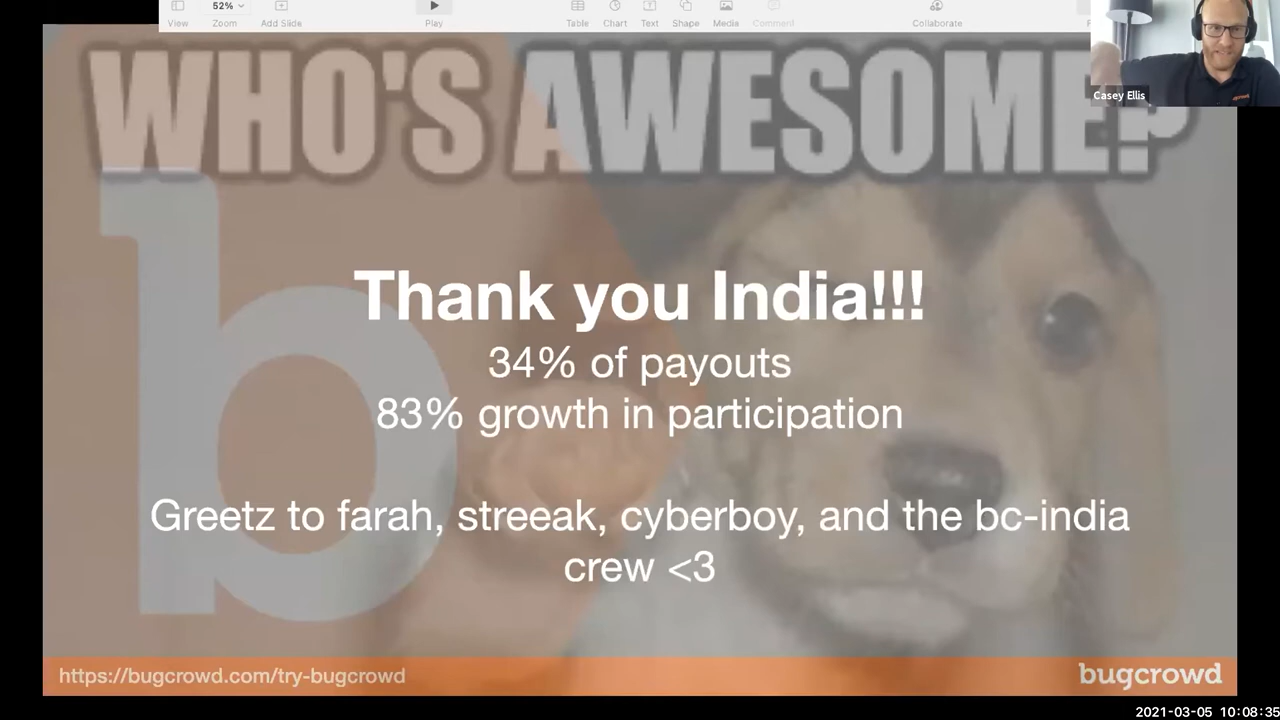 52%
View
Zoom
Add Slide
Play
Table
Chart
Text
Shape
Media
Comment
Collaborate
Casey Ellis
WHO'S AWESOME?
b
Thank you India!!!
34% of payouts
83% growth in participation
Greetz to farah, streeak, cyberboy, and the bc-india
crew <3
https://bugcrowd.com/try-bugcrowd
bugcrowd
2021-03-05 10:08:35